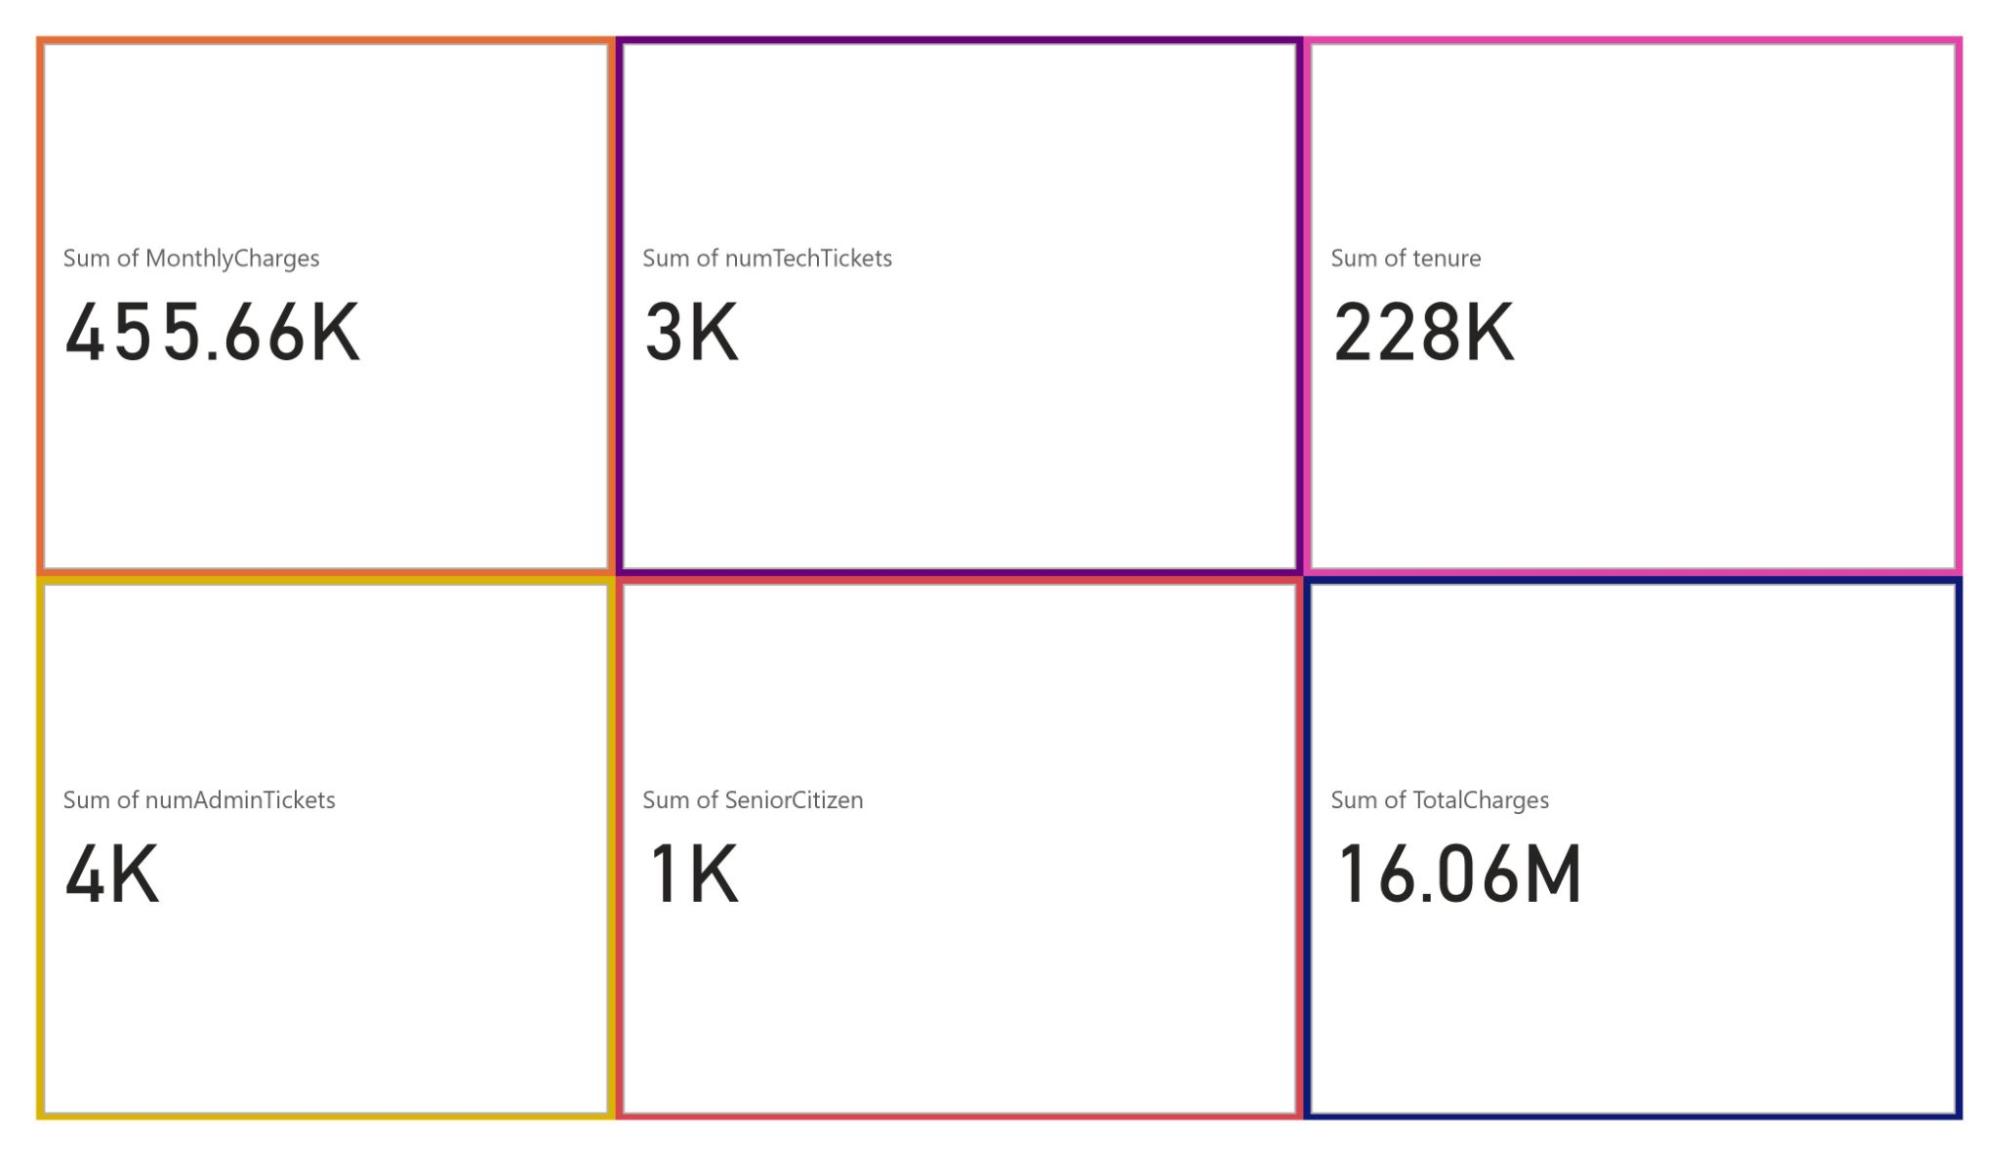 Sum of MonthlyCharges
455.66K
Sum of numTechTickets
3K
Sum of tenure
228K
Sum of numAdminTickets
4K
Sum of SeniorCitizen
1K
Sum of TotalCharges
16.06M